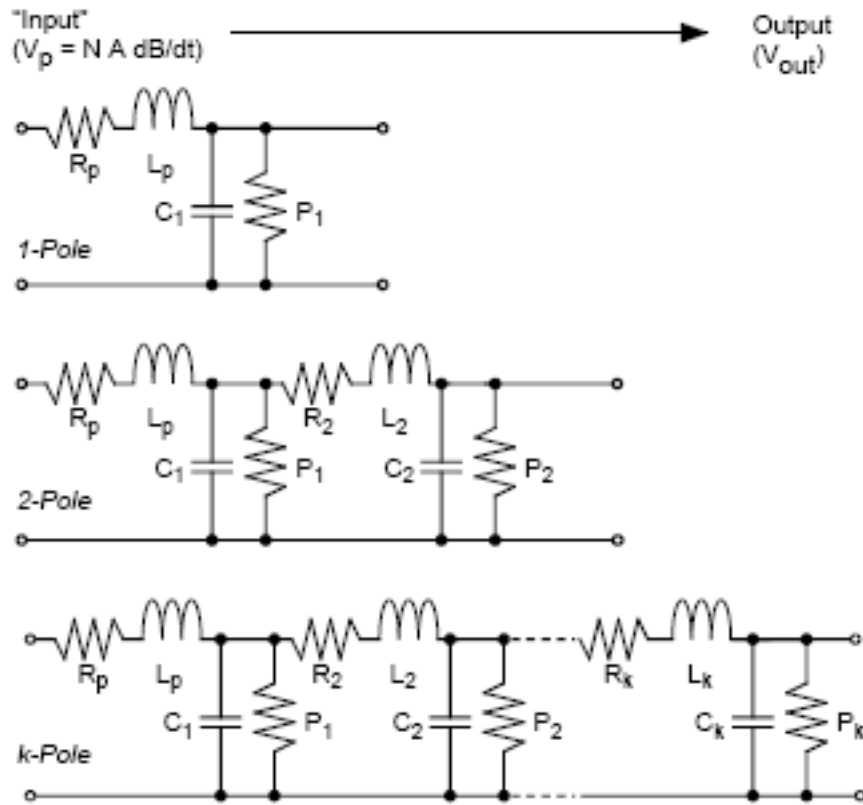 "Input"
(Vp = N A dB/dt)
Output
(Vout)
Rp
Lp
C1
P1
1-Pole
Rp
Lp
R2
L2
C1
P1
C2
P2
2-Pole
Rp
Lp
R2
L2
Rk
Lk
C1
P1
C2
P2
Ck
Pk
k-Pole